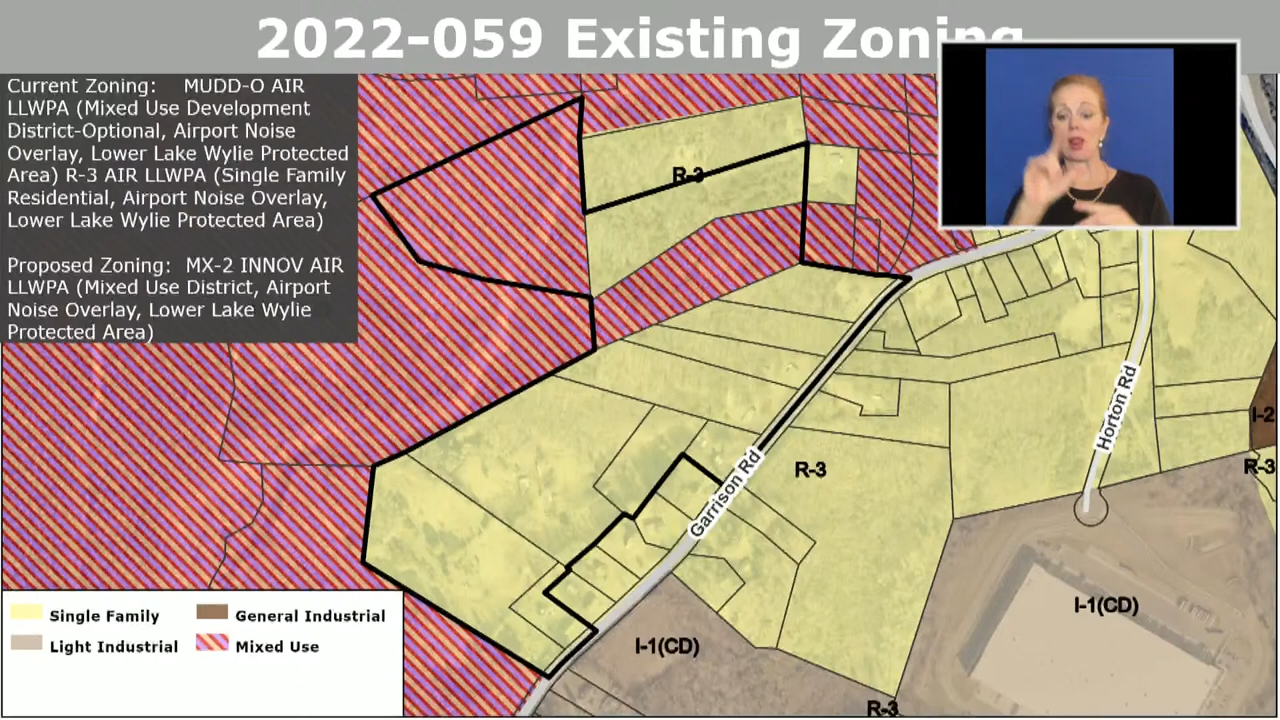 2022-059 Existing Zoning
Current Zoning: MUDD-O AIR
LLWPA (Mixed Use Development
District-Optional, Airport Noise
Overlay, Lower Lake Wylie Protected
Area) R-3 AIR LLWPA (Single Family
Residential, Airport Noise Overlay,
Lower Lake Wylie Protected Area)
Proposed Zoning: MX-2 INNOV AIR
LLWPA (Mixed Use District, Airport
Noise Overlay, Lower Lake Wylie
Protected Area)
R-3
Horton Rd
I-2
R-3
R-3
Garrison Rd
I-1(CD)
I-1(CD)
R-3
Single Family
General Industrial
Light Industrial
Mixed Use